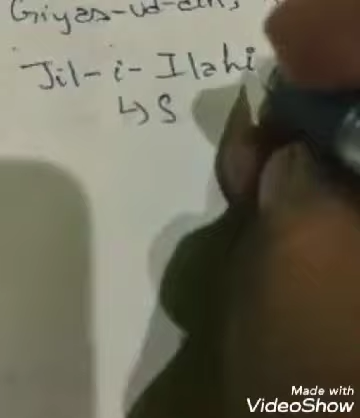 Giyas-ud-din,
Jil-i-Ilahi
↳ S
Made with
VideoShow